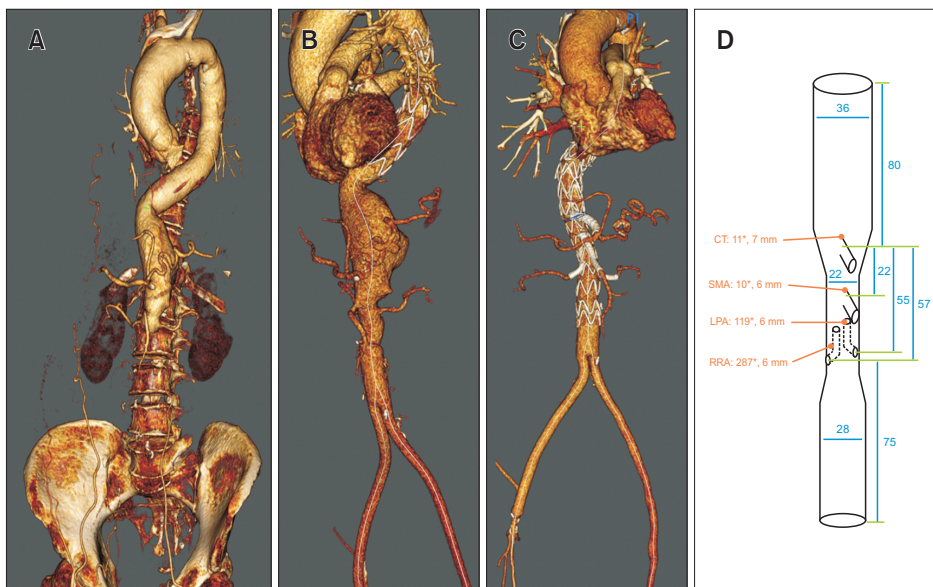 A
B
C
D
36
80
CT: 11°, 7 mm
22
22
SMA: 10°, 6 mm
55
57
LPA: 119°, 6 mm
RRA: 287°, 6 mm
28
75